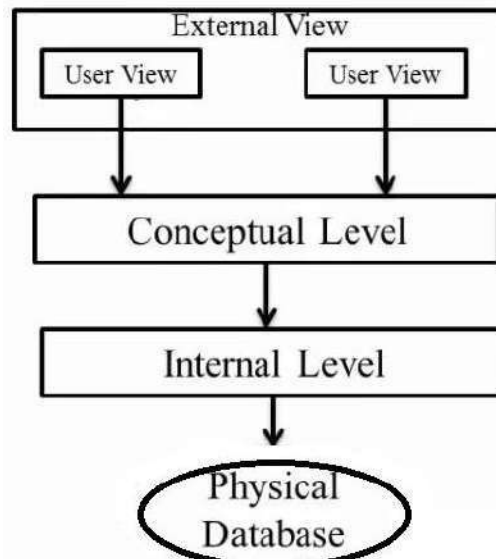 External View
User View
User View
Conceptual Level
Internal Level
Physical
Database